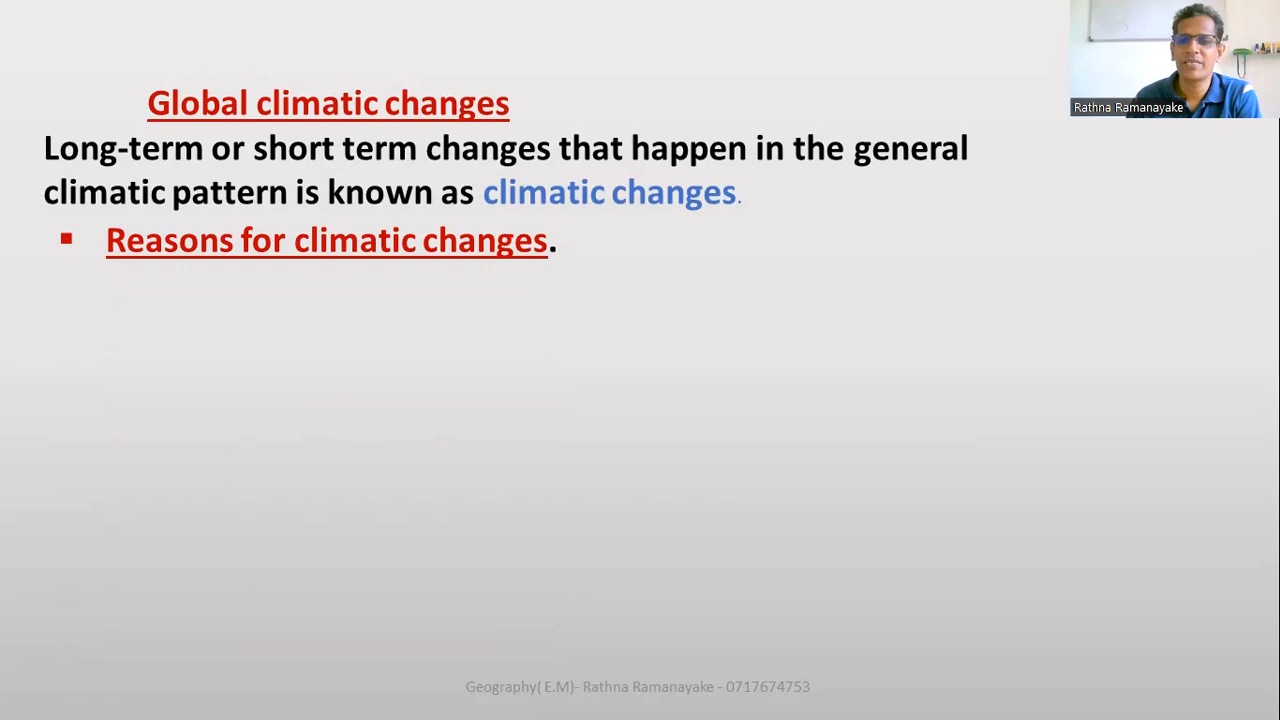 Rathna Ramanayake
Global climatic changes
Long-term or short term changes that happen in the general
climatic pattern is known as climatic changes.
▪ Reasons for climatic changes.
Geography( E.M)- Rathna Ramanayake - 0717674753